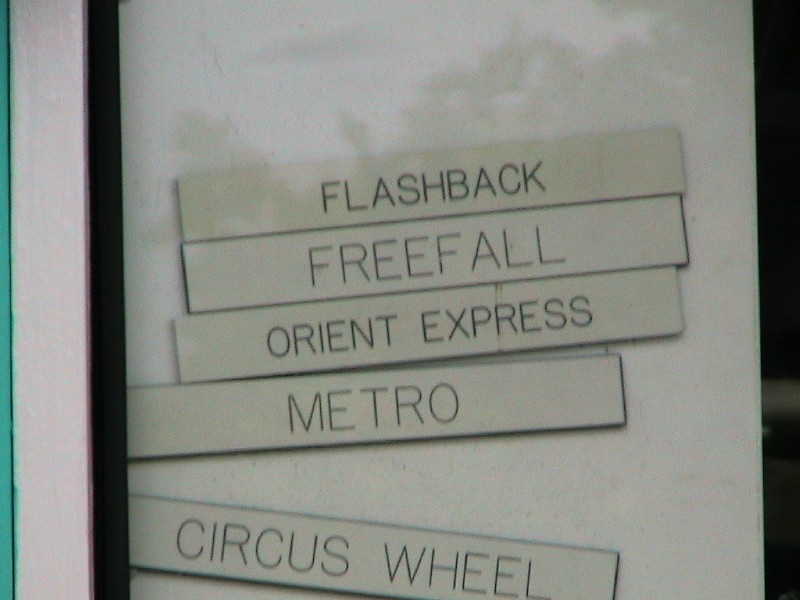 FLASHBACK
FREEFALL
ORIENT EXPRESS
METRO
CIRCUS WHEEL